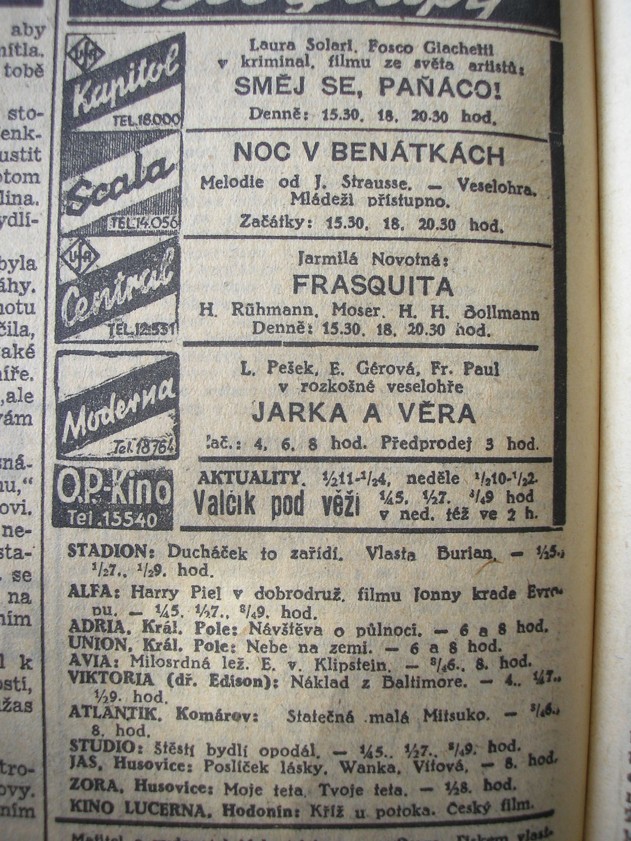 aby
tobě
Ufa
Kapitol
TEL.18.000
Laura Solari, Fosco Giachetti
v kriminal. filmu ze světa artistů:
SMĚJ SE, PAŇÁCO!
Denně: 15.30, 18, 20.30 hod.
Scala
TEL.14.056
NOC V BENÁTKÁCH
Melodie od J. Strausse. — Veselohra.
Mládeži přístupno.
Začátky: 15.30, 18, 20.30 hod.
Ufa
Central
TEL.12.531
Jarmila Novotná:
FRASQUITA
H. Rühmann, Moser, H. H. Bollmann
Denně: 15.30, 18, 20.30 hod.
Moderna
Tel.18764
L. Pešek, E. Gérová, Fr. Paul
v rozkošné veselohře
JARKA A VĚRA
Zač.: 4, 6, 8 hod. Předprodej 3 hod.
O.P.-Kino
Tel.15540
AKTUALITY. ½11-¼4, neděle ½10-½2.
Valčík pod věží ¼5, ½7, ¾9 hod
v ned. též ve 2 h.
STADION: Ducháček to zařídí. Vlasta Burian. —
½7., ½9. hod.
ALFA: Harry Piel v dobrodruž. filmu Jonny krade Evro-
pu. — ¼5, ½7., ¾9. hod.
ADRIA, Král. Pole: Návštěva o půlnoci. — 6 a 8 hod.
UNION, Král. Pole: Nebe na zemi. — 6 a 8 hod.
AVIA: Milosrdná lež. E. v. Klipstein. — ¾6., 8. hod.
VIKTORIA (dř. Edison): Náklad z Baltimore. — 4.,
½9. hod.
ATLANTIK, Komárov: Statečná malá Mitsuko. — ¾6.,
8. hod.
STUDIO: Štěstí bydlí opodál. — ¼5., ½7., ¾9. hod.
JAS, Husovice: Poslíček lásky. Wanka, Vítová. — 8. hod.
ZORA, Husovice: Moje teta, Tvoje teta. — ½8. hod.
KINO LUCERNA, Hodonín: Kříž u potoka. Český film.